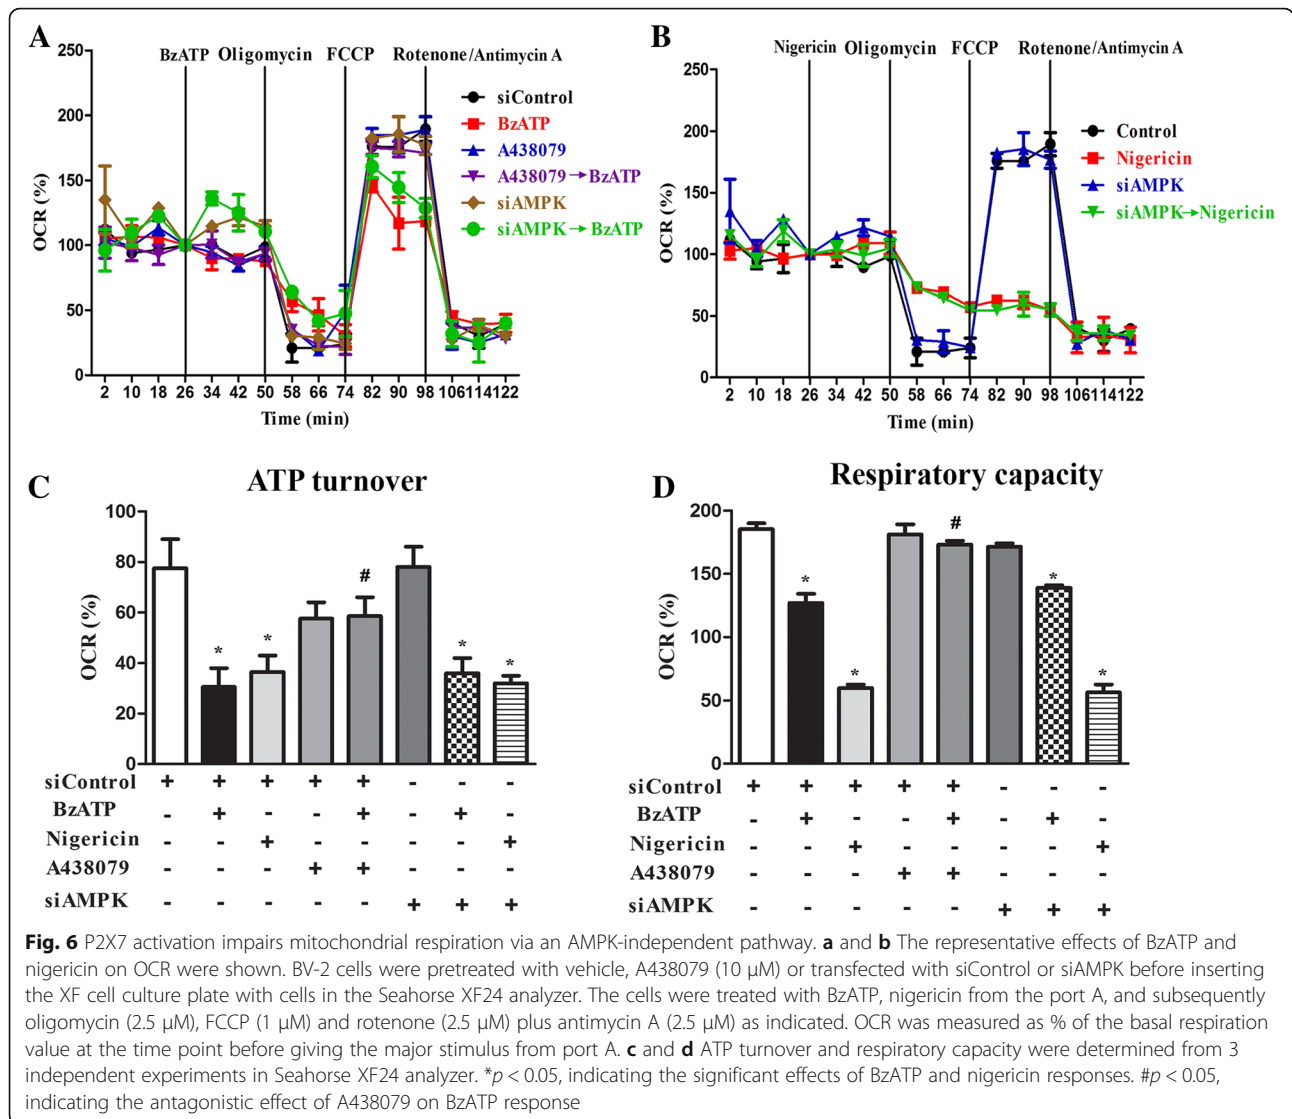 A
BzATP Oligomycin FCCP Rotenone/Antimycin A
250
200
150
100
50
0
OCR (%)
siControl
BzATP
A438079
A438079→BzATP
siAMPK
siAMPK→BzATP
2 10 18 26 34 42 50 58 66 74 82 90 98 106 114 122
Time (min)
B
Nigericin Oligomycin FCCP Rotenone/Antimycin A
250
200
150
100
50
0
OCR (%)
Control
Nigericin
siAMPK
siAMPK→Nigericin
2 10 18 26 34 42 50 58 66 74 82 90 98 106 114 122
Time (min)
C
ATP turnover
100
80
60
40
20
0
OCR (%)
* * # * *
siControl + + + + + - - -
BzATP - + - - + - + -
Nigericin - - + - - - - +
A438079 - - - + + - - -
siAMPK - - - - - + + +
D
Respiratory capacity
200
150
100
50
0
OCR (%)
* * # * *
siControl + + + + + - - -
BzATP - + - - + - + -
Nigericin - - + - - - - +
A438079 - - - + + - - -
siAMPK - - - - - + + +
Fig. 6 P2X7 activation impairs mitochondrial respiration via an AMPK-independent pathway. a and b The representative effects of BzATP and
nigericin on OCR were shown. BV-2 cells were pretreated with vehicle, A438079 (10 μM) or transfected with siControl or siAMPK before inserting
the XF cell culture plate with cells in the Seahorse XF24 analyzer. The cells were treated with BzATP, nigericin from the port A, and subsequently
oligomycin (2.5 μM), FCCP (1 μM) and rotenone (2.5 μM) plus antimycin A (2.5 μM) as indicated. OCR was measured as % of the basal respiration
value at the time point before giving the major stimulus from port A. c and d ATP turnover and respiratory capacity were determined from 3
independent experiments in Seahorse XF24 analyzer. *p < 0.05, indicating the significant effects of BzATP and nigericin responses. #p < 0.05,
indicating the antagonistic effect of A438079 on BzATP response